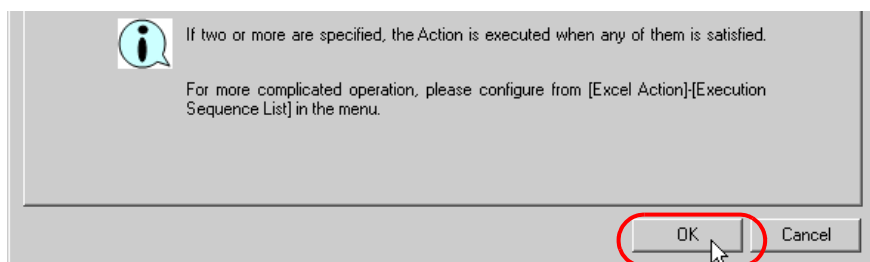 If two or more are specified, the Action is executed when any of them is satisfied.
For more complicated operation, please configure from [Excel Action]-[Execution
Sequence List] in the menu.
OK
Cancel